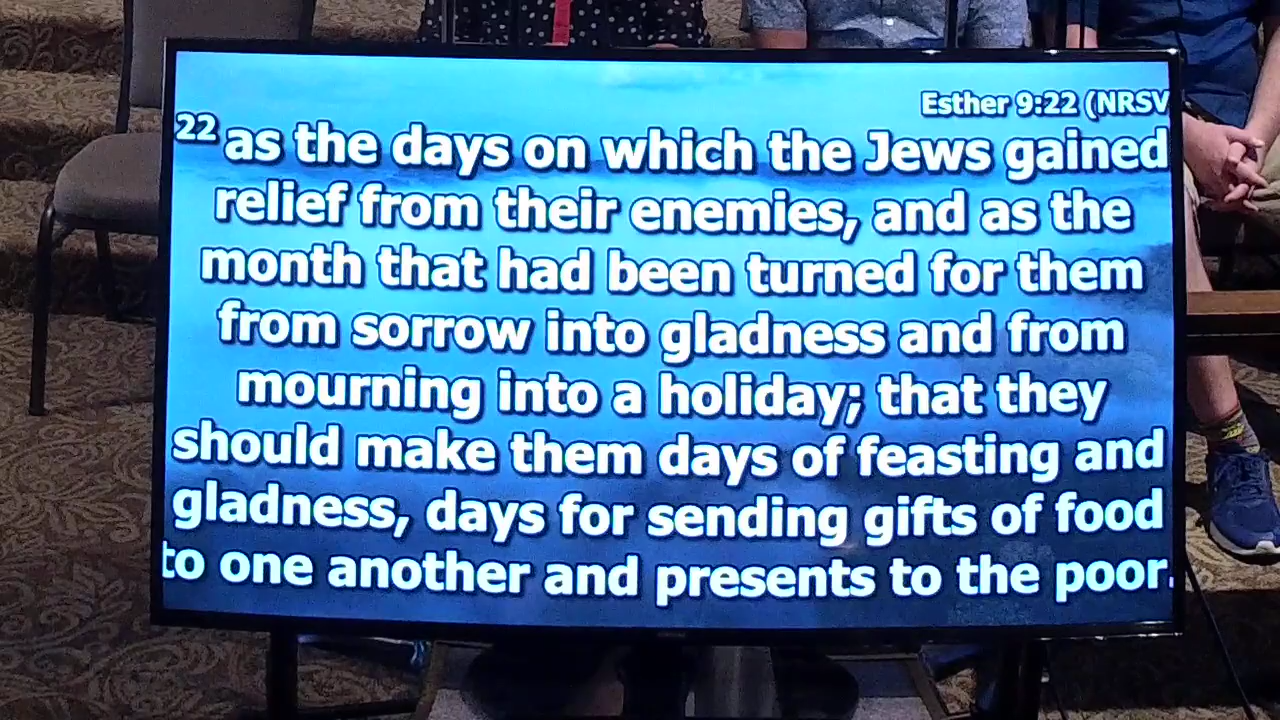 Esther 9:22 (NRSV
22 as the days on which the Jews gained
relief from their enemies, and as the
month that had been turned for them
from sorrow into gladness and from
mourning into a holiday; that they
should make them days of feasting and
gladness, days for sending gifts of food
to one another and presents to the poor.